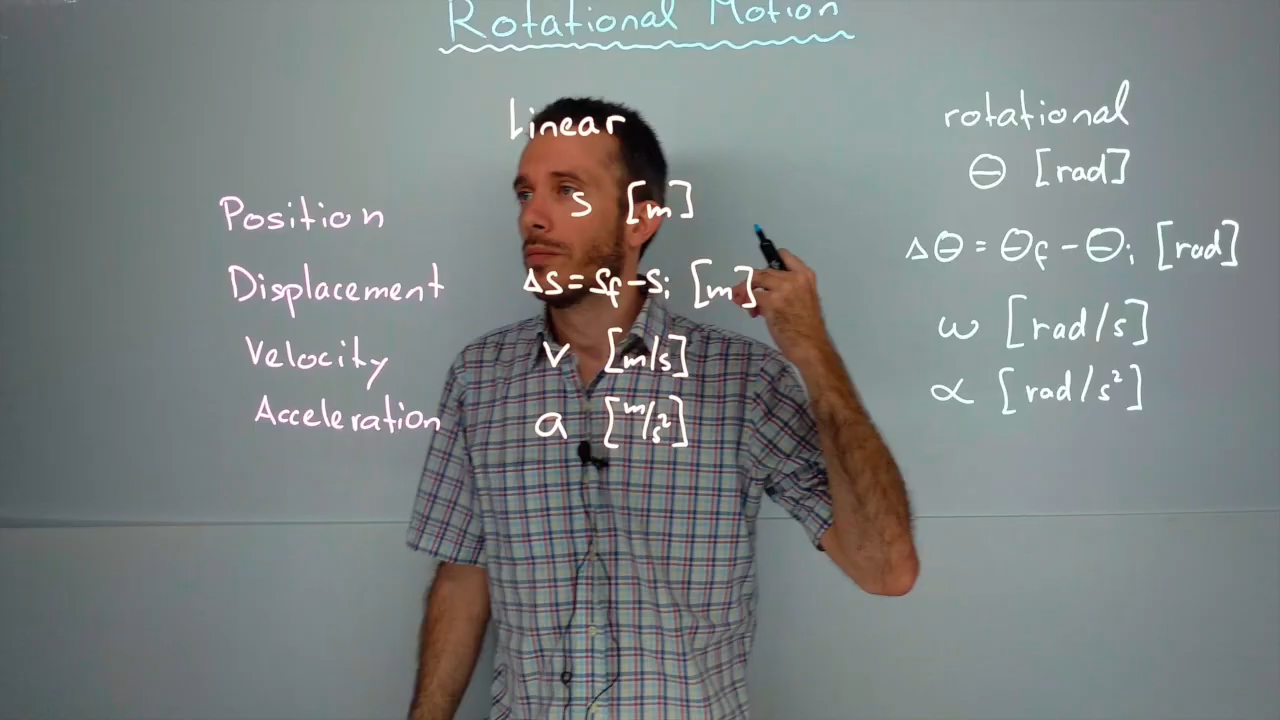 Rotational Motion
linear rotational
Position s [m] Θ [rad]
Displacement Δs = sf - si [m] ΔΘ = Θf - Θi [rad]
Velocity v [m/s] ω [rad/s]
Acceleration a [m/s²] α [rad/s²]